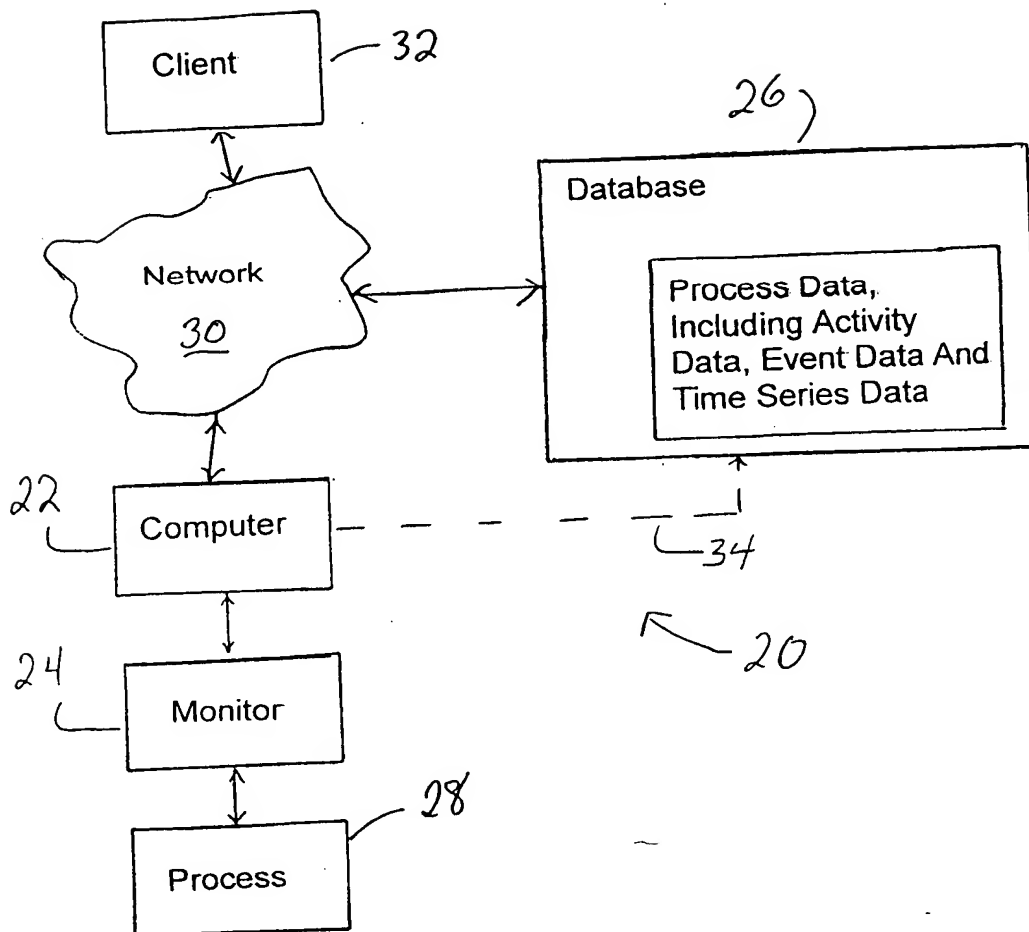 Client
32
26
Database
Network
30
Process Data,
Including Activity
Data, Event Data And
Time Series Data
22
Computer
34
20
24
Monitor
28
Process